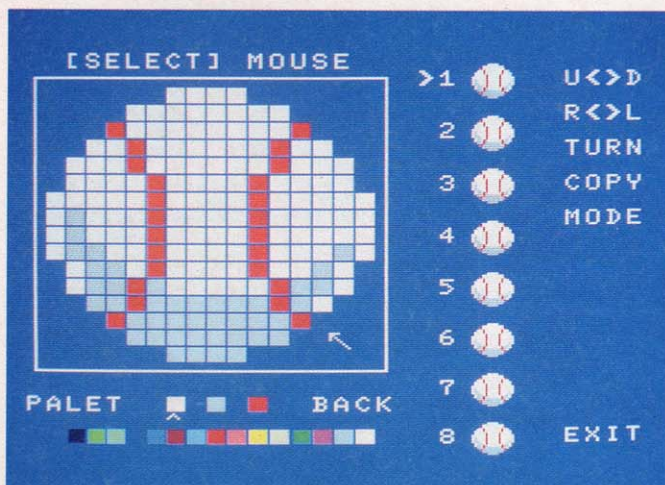 [SELECT] MOUSE
>1
2
3
4
5
6
7
8
U<>D
R<>L
TURN
COPY
MODE
EXIT
PALET
BACK